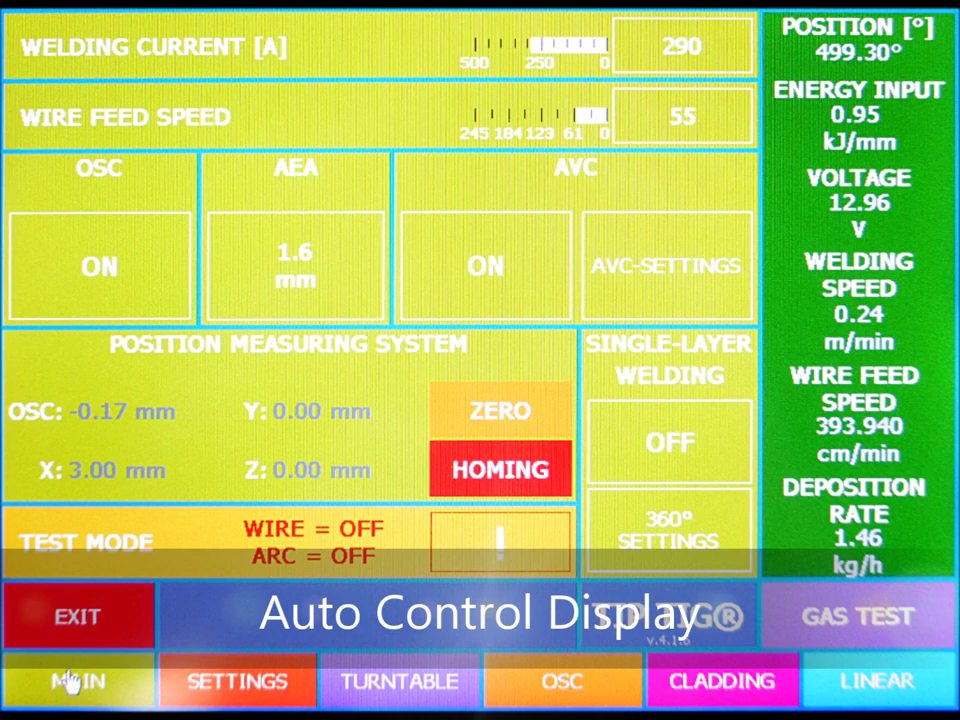 WELDING CURRENT [A]
500 250 0
290
WIRE FEED SPEED
245 184 123 61 0
55
OSC
ON
AEA
1.6
mm
AVC
ON
AVC-SETTINGS
POSITION MEASURING SYSTEM
OSC: -0.17 mm
Y: 0.00 mm
ZERO
X: 3.00 mm
Z: 0.00 mm
HOMING
SINGLE-LAYER
WELDING
OFF
360°
SETTINGS
TEST MODE
WIRE = OFF
ARC = OFF
!
POSITION [°]
499.30°
ENERGY INPUT
0.95
kJ/mm
VOLTAGE
12.96
V
WELDING
SPEED
0.24
m/min
WIRE FEED
SPEED
393.940
cm/min
DEPOSITION
RATE
1.46
kg/h
EXIT
Auto Control Display
TIG®
v.4.1.6
GAS TEST
MAIN
SETTINGS
TURNTABLE
OSC
CLADDING
LINEAR